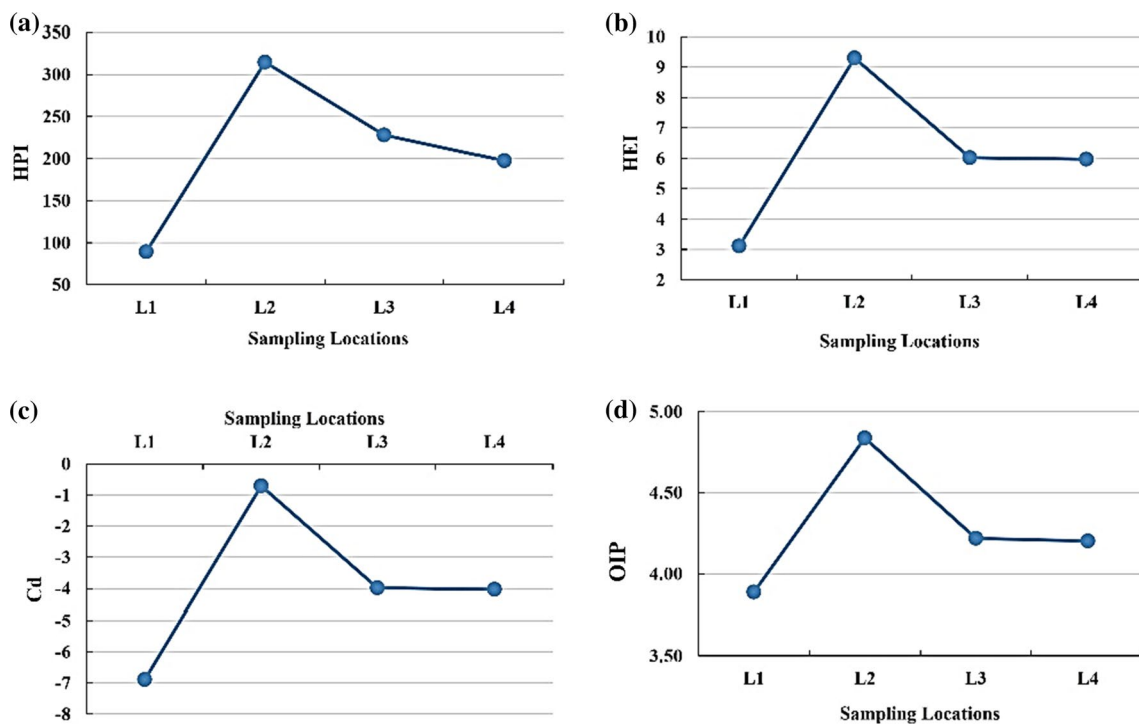 (a)
350
300
250
200
150
100
50
HPI
L1 L2 L3 L4
Sampling Locations
(b)
10
9
8
7
6
5
4
3
2
HEI
L1 L2 L3 L4
Sampling Locations
(c)
Sampling Locations
L1 L2 L3 L4
0
-1
-2
-3
-4
-5
-6
-7
-8
Cd
(d)
5.00
4.50
4.00
3.50
OIP
L1 L2 L3 L4
Sampling Locations